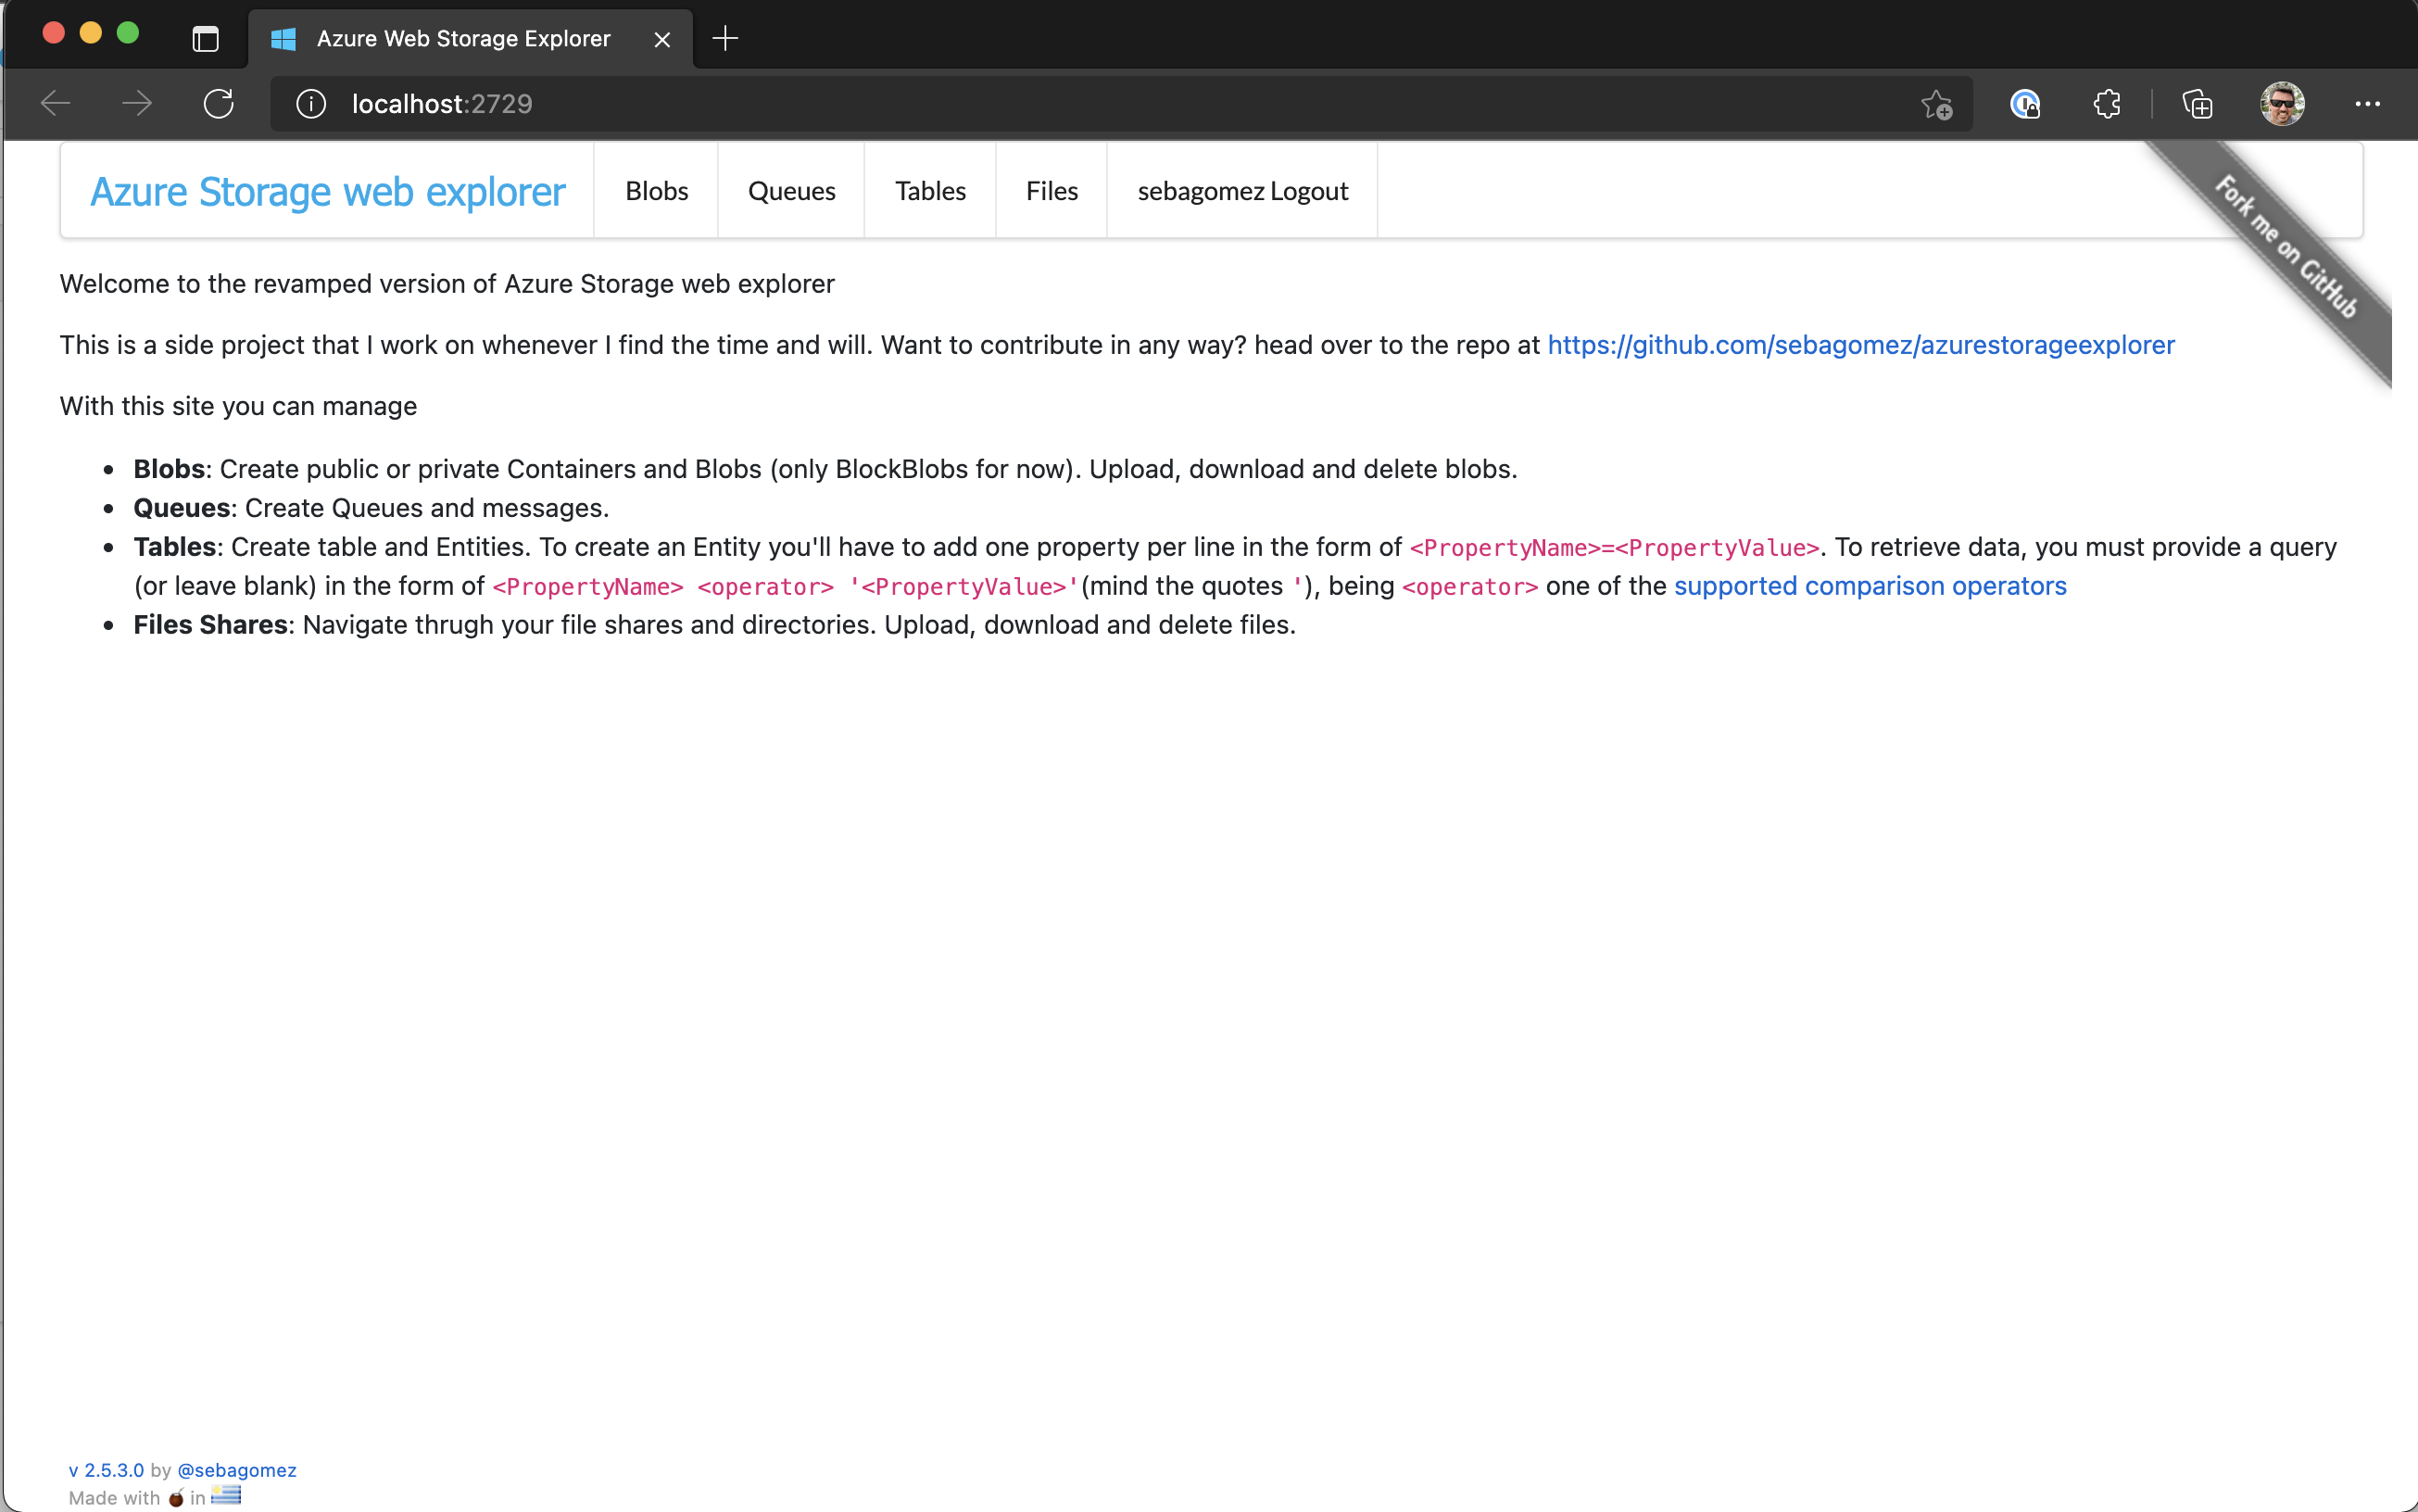 Azure Web Storage Explorer
localhost:2729
Azure Storage web explorer Blobs Queues Tables Files sebagomez Logout
Fork me on GitHub
Welcome to the revamped version of Azure Storage web explorer
This is a side project that I work on whenever I find the time and will. Want to contribute in any way? head over to the repo at https://github.com/sebagomez/azurestorageexplorer
With this site you can manage
• Blobs: Create public or private Containers and Blobs (only BlockBlobs for now). Upload, download and delete blobs.
• Queues: Create Queues and messages.
• Tables: Create table and Entities. To create an Entity you'll have to add one property per line in the form of <PropertyName>=<PropertyValue>. To retrieve data, you must provide a query
(or leave blank) in the form of <PropertyName> <operator> '<PropertyValue>'(mind the quotes '), being <operator> one of the supported comparison operators
• Files Shares: Navigate thrugh your file shares and directories. Upload, download and delete files.
v 2.5.3.0 by @sebagomez
Made with 🧉 in 🇺🇾